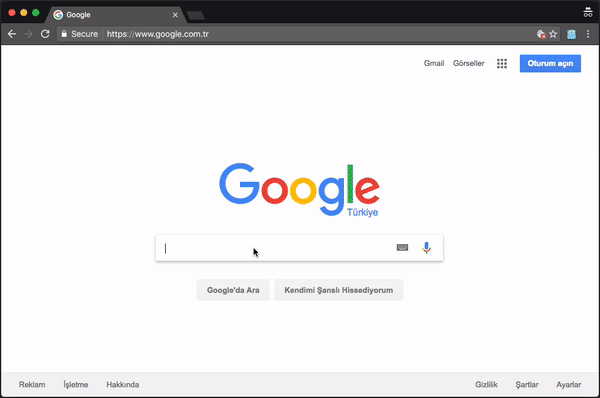 Google
Secure https://www.google.com.tr
Gmail Görseller Oturum açın
Google
Türkiye
Google'da Ara Kendimi Şanslı Hissediyorum
Reklam İşletme Hakkında Gizlilik Şartlar Ayarlar